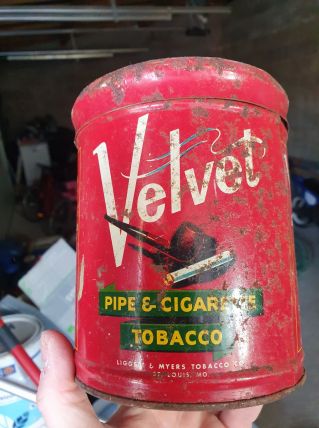 Velvet
PIPE & CIGARETTE
TOBACCO
LIGGETT & MYERS TOBACCO CO.
ST. LOUIS, MO.